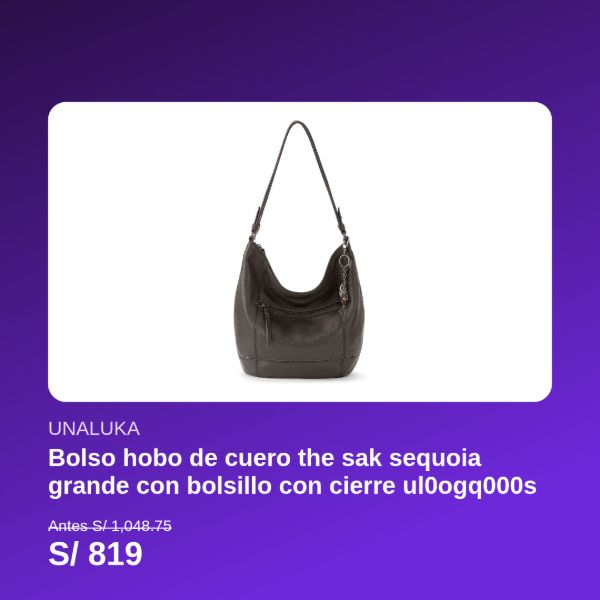 UNALUKA
Bolso hobo de cuero the sak sequoia
grande con bolsillo con cierre ul0ogq000s
Antes S/ 1,048.75
S/ 819